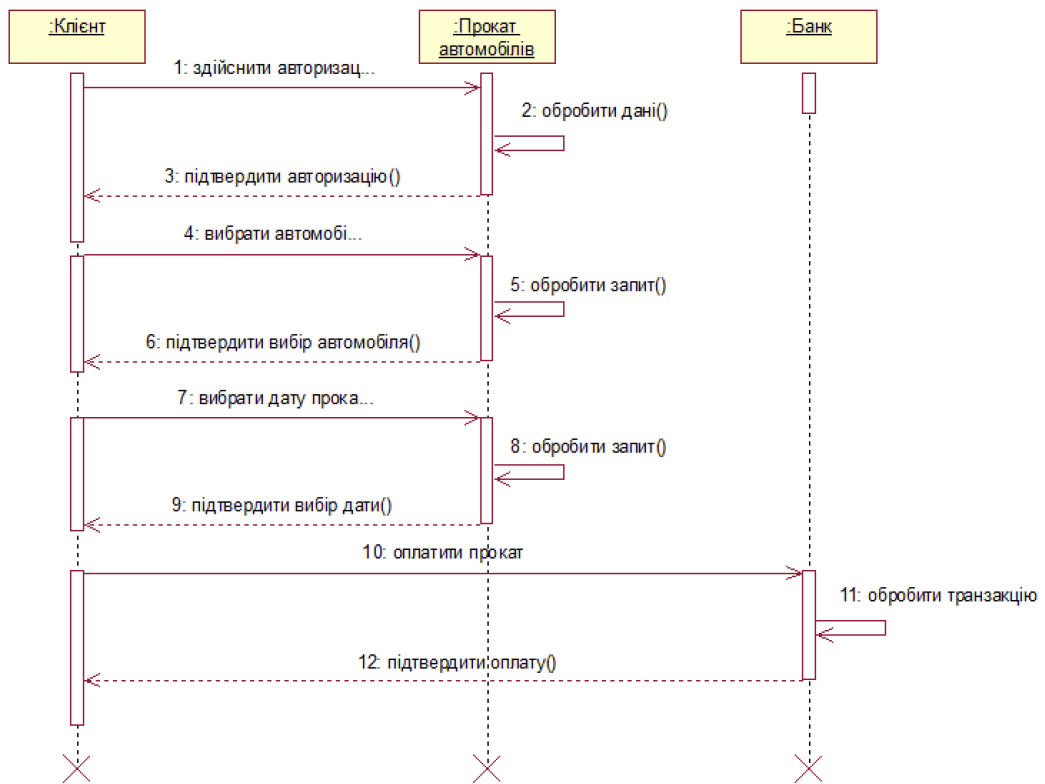 :Клієнт
:Прокат
автомобілів
:Банк
1: здійснити авторизац...
2: обробити дані()
3: підтвердити авторизацію()
4: вибрати автомобі...
5: обробити запит()
6: підтвердити вибір автомобіля()
7: вибрати дату прока...
8: обробити запит()
9: підтвердити вибір дати()
10: оплатити прокат
11: обробити транзакцію
12: підтвердити оплату()